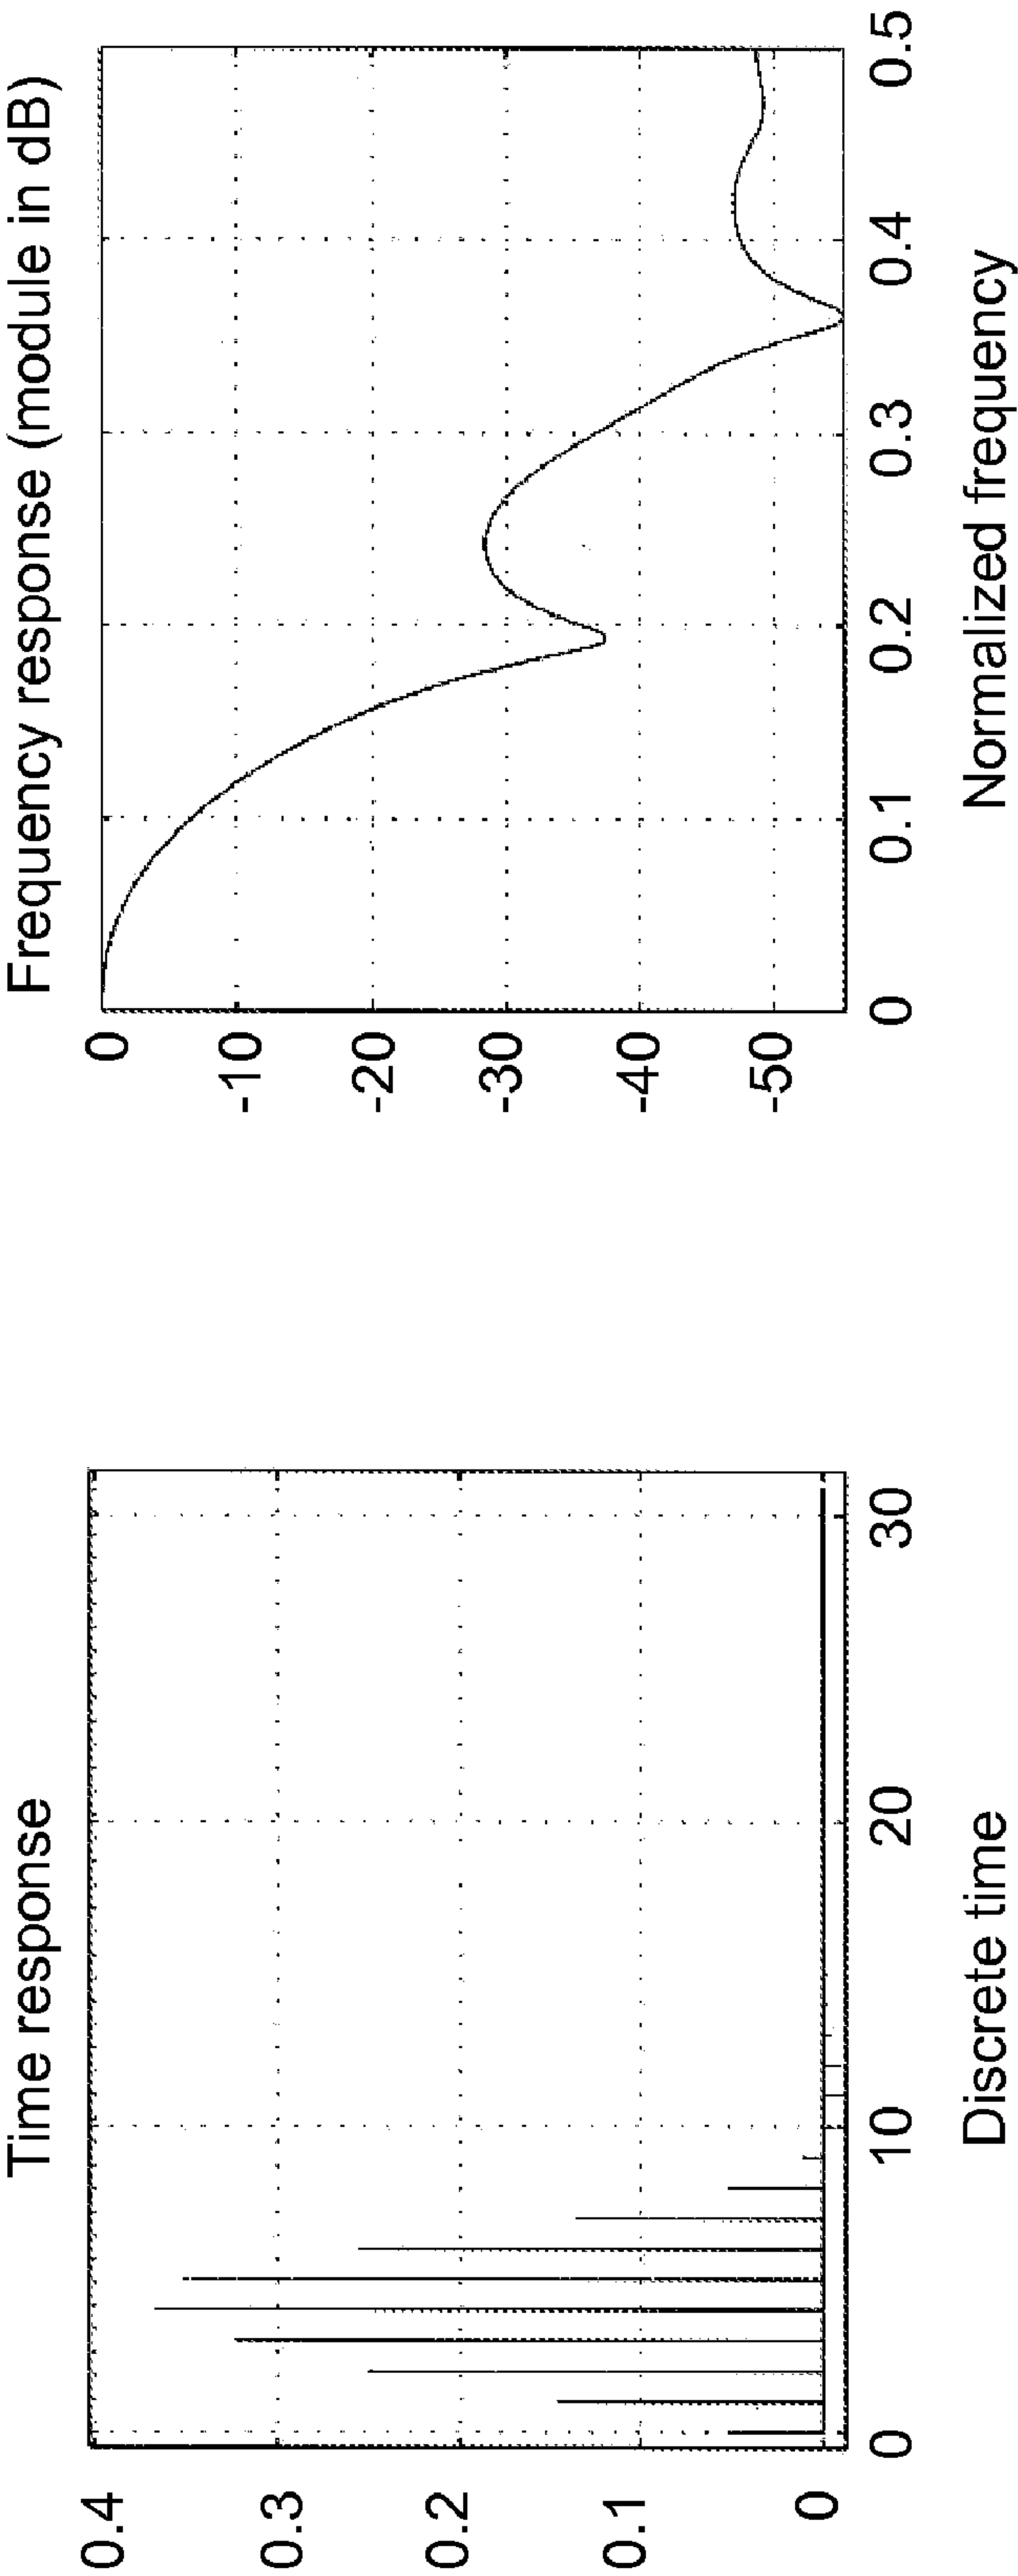 Time response
0.4
0.3
0.2
0.1
0
0 10 20 30
Discrete time
Frequency response (module in dB)
0
-10
-20
-30
-40
-50
0 0.1 0.2 0.3 0.4 0.5
Normalized frequency